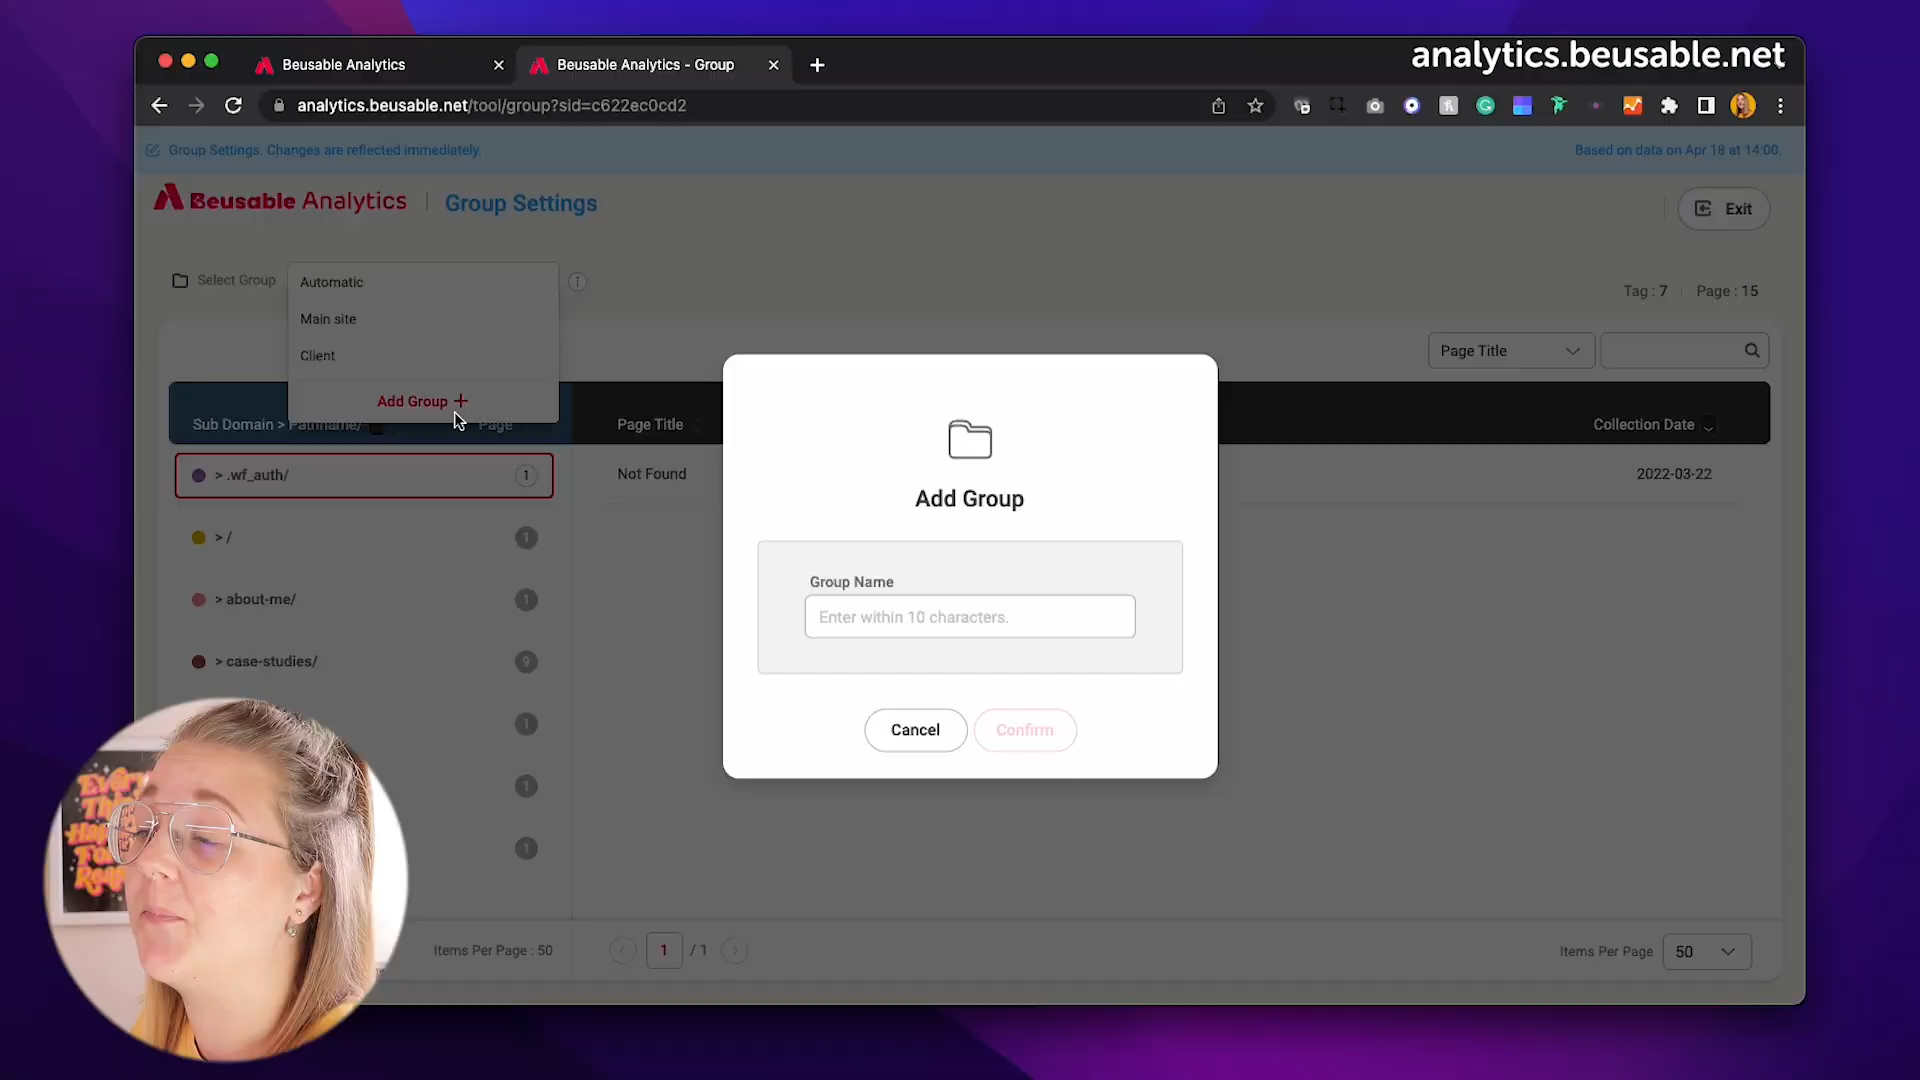 analytics.beusable.net
Beusable Analytics
Beusable Analytics - Group
analytics.beusable.net/tool/group?sid=c622ec0cd2
Group Settings. Changes are reflected immediately.
Based on data on Apr 18 at 14:00.
Beusable Analytics
Group Settings
Exit
Select Group
Automatic
Main site
Client
Add Group +
Tag : 7
Page : 15
Page Title
Sub Domain > Pathname/
Page
Page Title
Collection Date
> .wf_auth/
1
Not Found
2022-03-22
> /
1
> about-me/
1
> case-studies/
9
1
1
1
Add Group
Group Name
Enter within 10 characters.
Cancel
Confirm
Items Per Page : 50
1
/ 1
Items Per Page
50